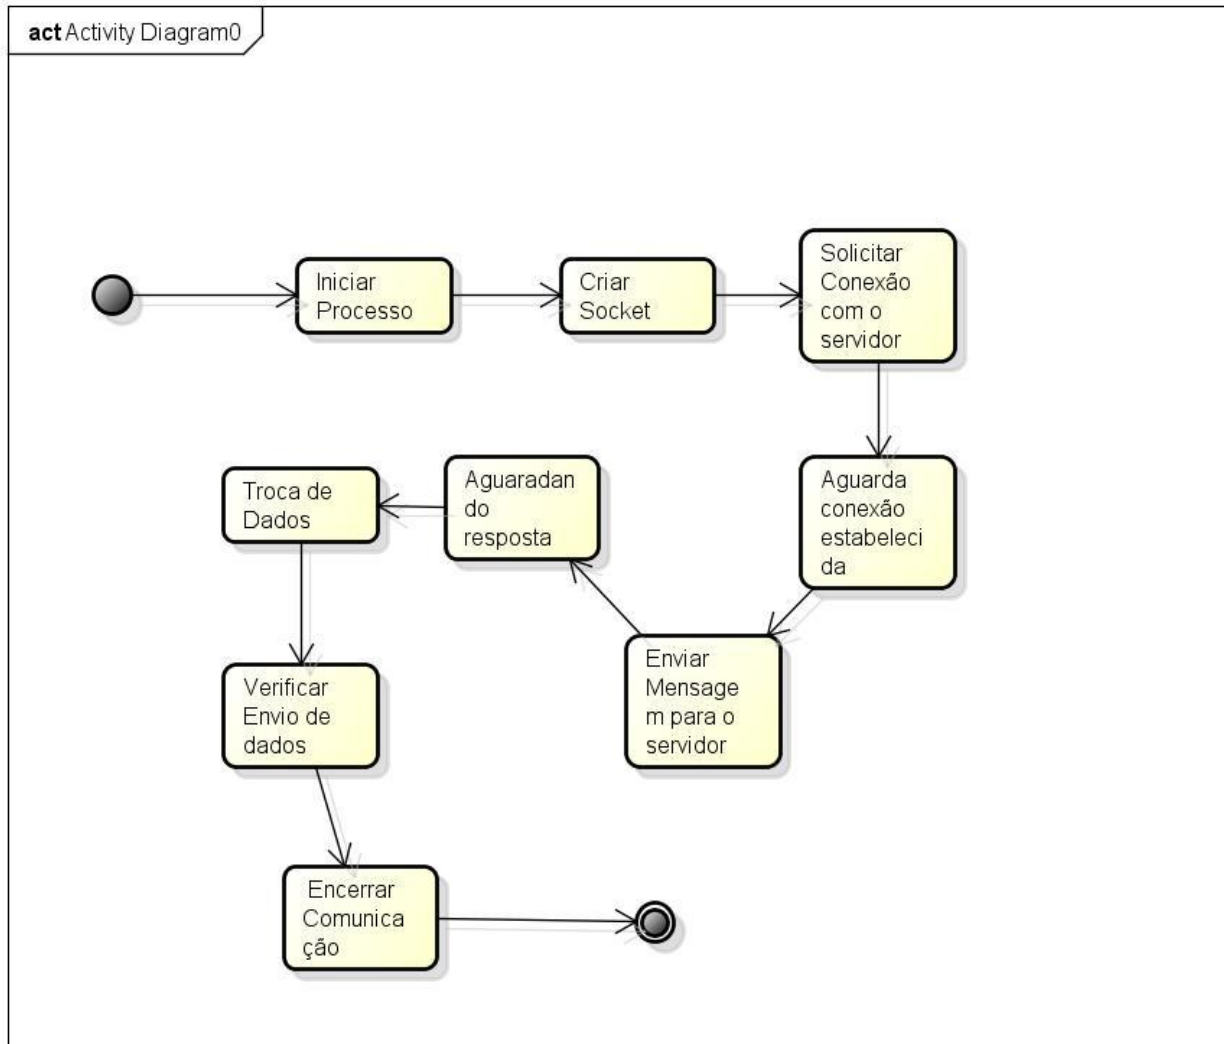 act Activity Diagram0
Iniciar
Processo
Criar
Socket
Solicitar
Conexão
com o
servidor
Aguarda
conexão
estabeleci
da
Enviar
Mensage
m para o
servidor
Aguaradan
do
resposta
Troca de
Dados
Verificar
Envio de
dados
Encerrar
Comunica
ção